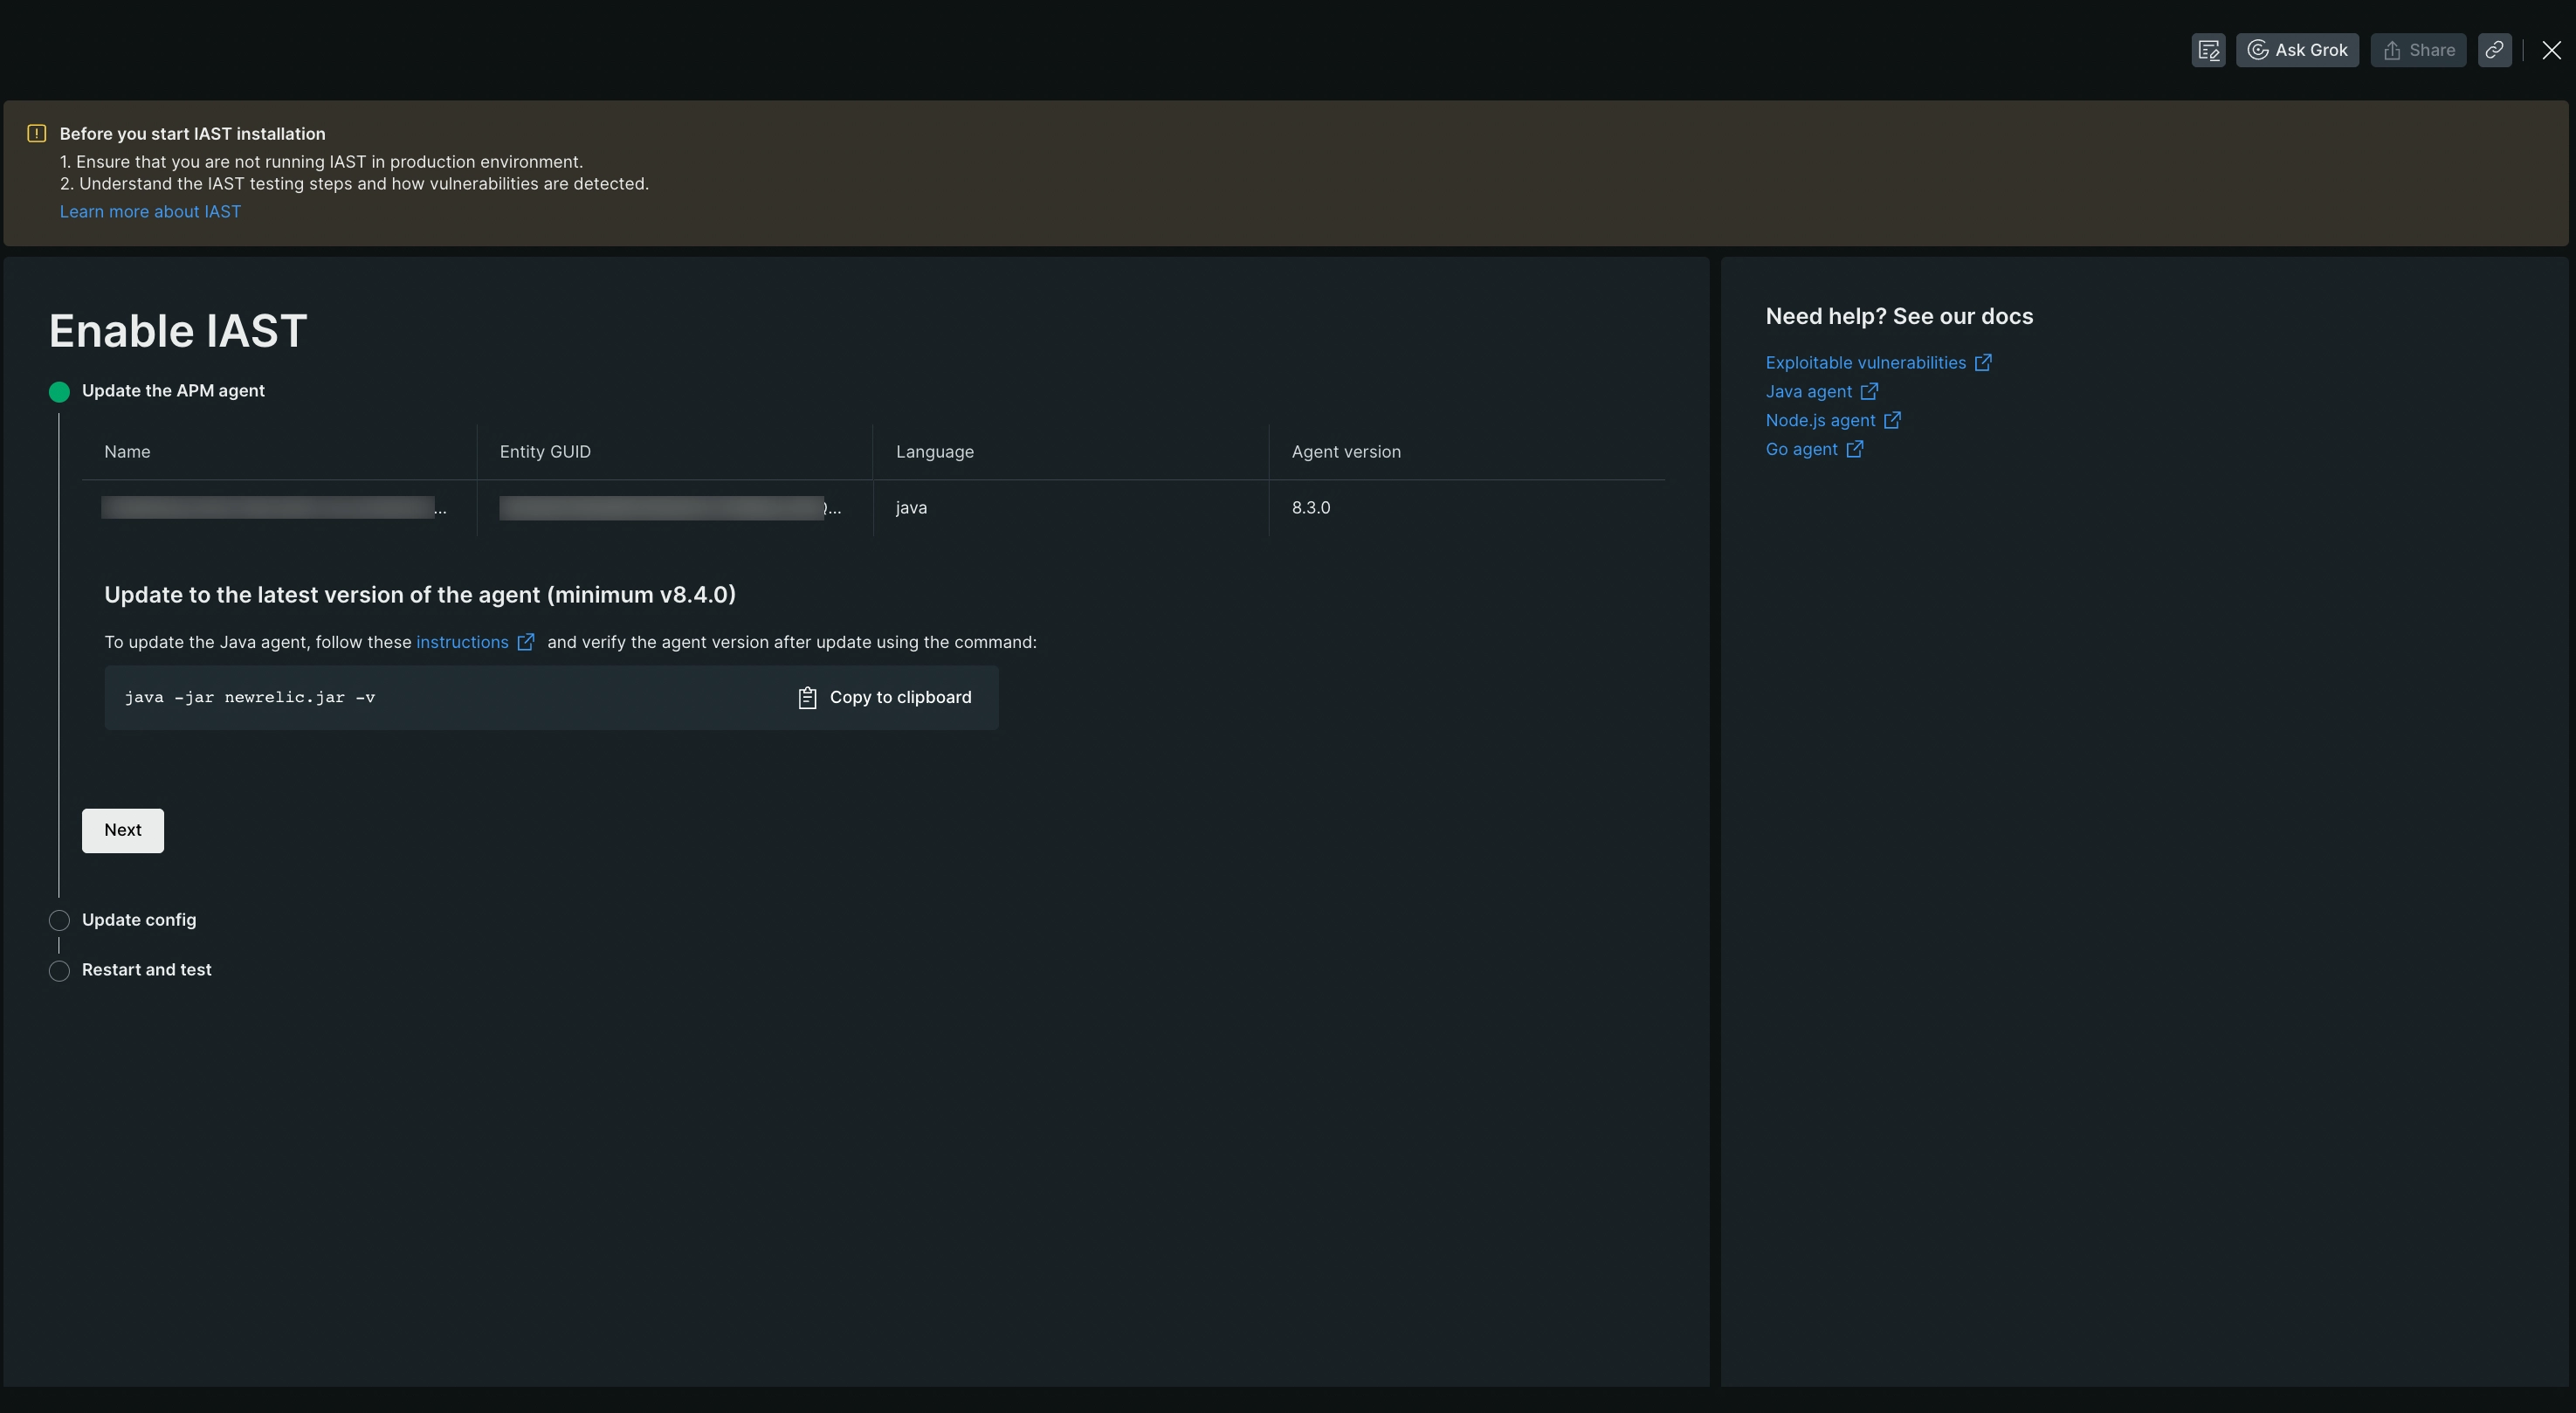 Ask Grok
Share
Before you start IAST installation
1. Ensure that you are not running IAST in production environment.
2. Understand the IAST testing steps and how vulnerabilities are detected.
Learn more about IAST
Enable IAST
Update the APM agent
Name Entity GUID Language Agent version
... ... java 8.3.0
Update to the latest version of the agent (minimum v8.4.0)
To update the Java agent, follow these instructions and verify the agent version after update using the command:
java -jar newrelic.jar -v Copy to clipboard
Next
Update config
Restart and test
Need help? See our docs
Exploitable vulnerabilities
Java agent
Node.js agent
Go agent